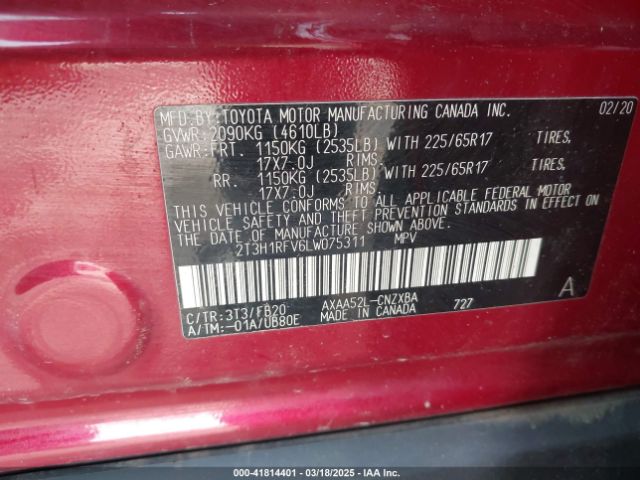 MFD. BY: TOYOTA MOTOR MANUFACTURING CANADA INC. 02/20
GVWR: 2090KG (4610LB)
GAWR: FRT. 1150KG (2535LB) WITH 225/65R17 TIRES,
17X7.0J RIMS,
RR. 1150KG (2535LB) WITH 225/65R17 TIRES,
17X7.0J RIMS.
THIS VEHICLE CONFORMS TO ALL APPLICABLE FEDERAL MOTOR
VEHICLE SAFETY AND THEFT PREVENTION STANDARDS IN EFFECT ON
THE DATE OF MANUFACTURE SHOWN ABOVE.
2T3H1RFV6LW075311 MPV
A
C/TR: 3T3/FB20 AXAA52L-CNZXBA 727
A/TM: -01A/UB80E MADE IN CANADA
000-41814401 - 03/18/2025 - IAA Inc.